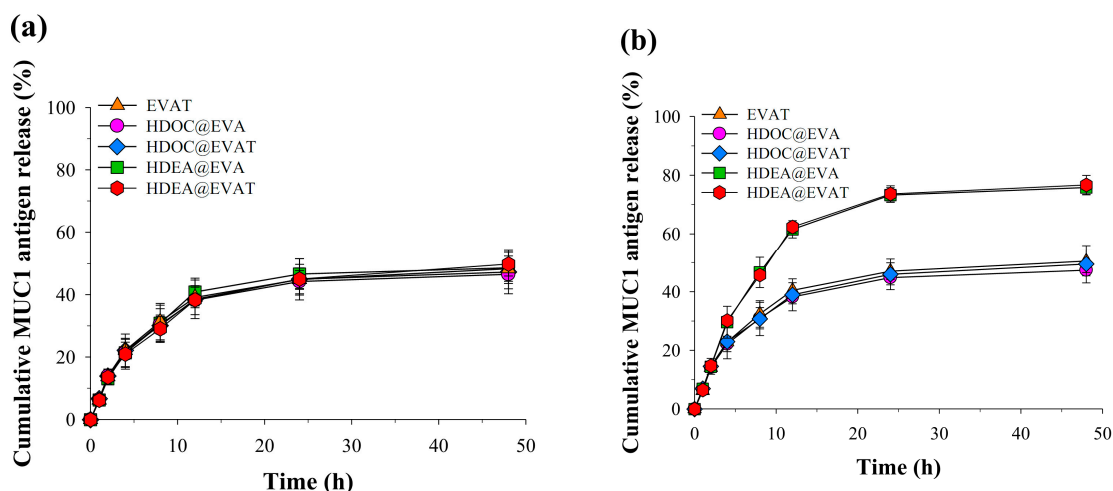 (a)
Cumulative MUC1 antigen release (%)
100
80
60
40
20
0
EVAT
HDOC@EVA
HDOC@EVAT
HDEA@EVA
HDEA@EVAT
0 10 20 30 40 50
Time (h)
(b)
Cumulative MUC1 antigen release (%)
100
80
60
40
20
0
EVAT
HDOC@EVA
HDOC@EVAT
HDEA@EVA
HDEA@EVAT
0 10 20 30 40 50
Time (h)